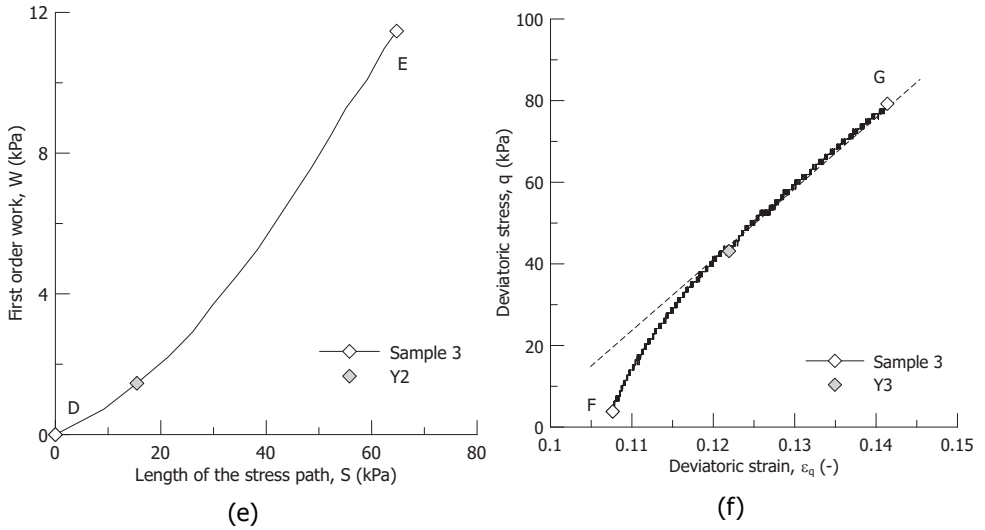 12
8
4
0
First order work, W (kPa)
E
D
Sample 3
Y2
0
20
40
60
80
Length of the stress path, S (kPa)
(e)
100
80
60
40
20
0
Deviatoric stress, q (kPa)
G
F
Sample 3
Y3
0.1
0.11
0.12
0.13
0.14
0.15
Deviatoric strain, εq (-)
(f)